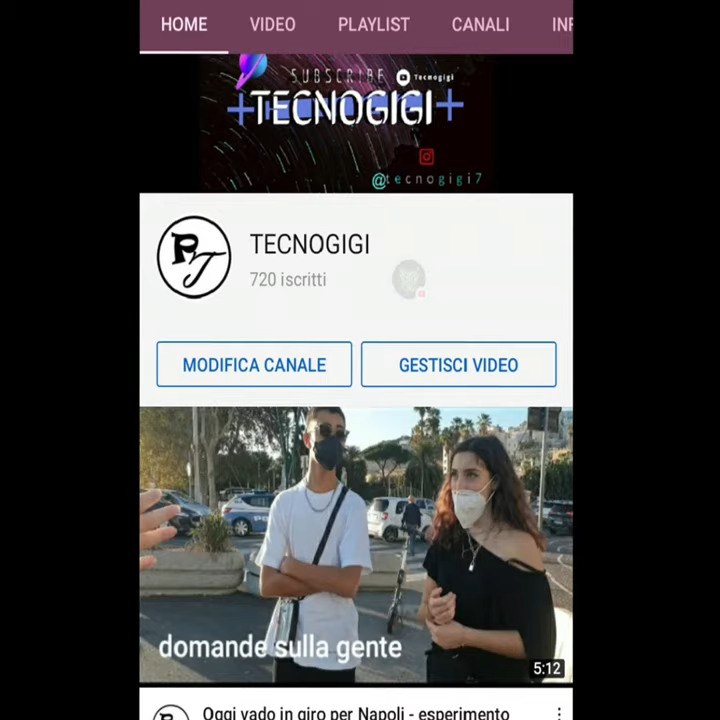 HOME VIDEO PLAYLIST CANALI INF
SUBSCRIBE Tecnogigi
+TECNOGIGI+
@tecnogigi7
TECNOGIGI
720 iscritti
MODIFICA CANALE GESTISCI VIDEO
domande sulla gente
5:12
Oggi vado in giro per Napoli - esperimento